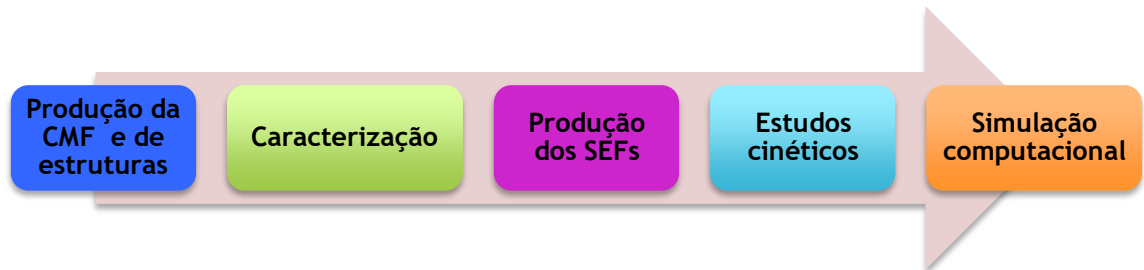 Produção da
CMF e de
estruturas
Caracterização
Produção
dos SEFs
Estudos
cinéticos
Simulação
computacional